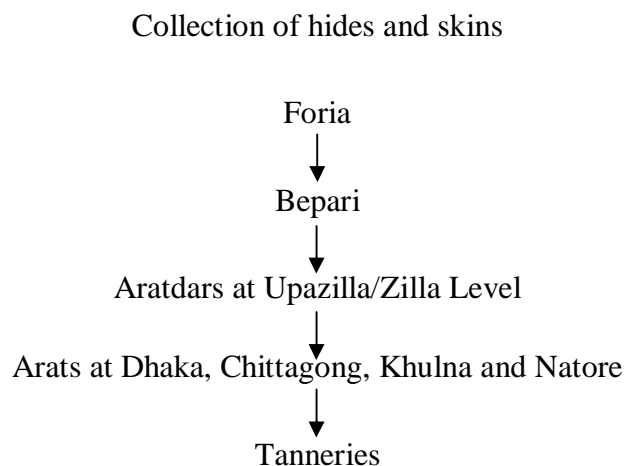 Collection of hides and skins
Foria
Bepari
Aratdars at Upazilla/Zilla Level
Arats at Dhaka, Chittagong, Khulna and Natore
Tanneries